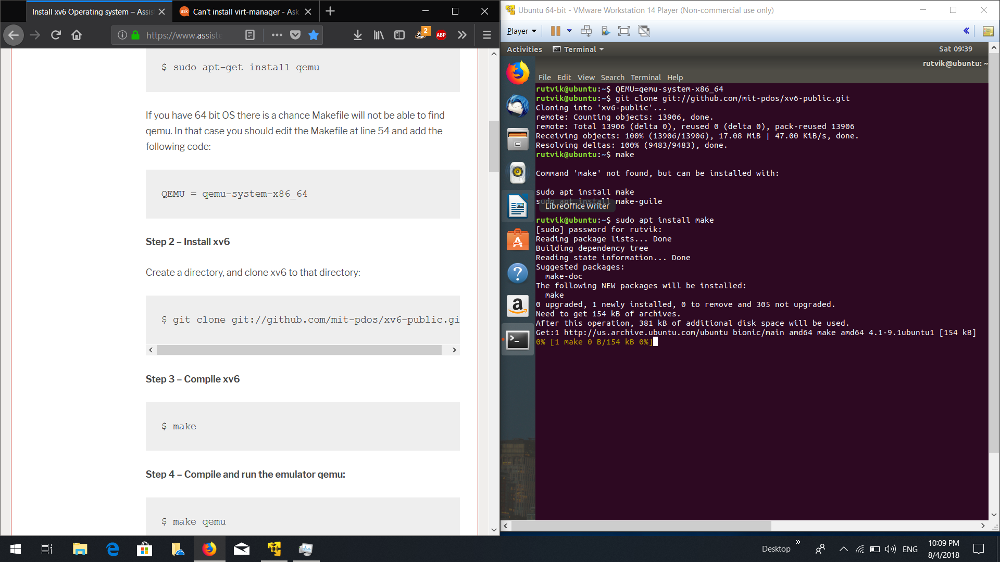 Install xv6 Operating system – Assis
Can't install virt-manager - Ask
https://www.assiste
2
ABP
$ sudo apt-get install qemu
If you have 64 bit OS there is a chance Makefile will not be able to find
qemu. In that case you should edit the Makefile at line 54 and add the
following code:
QEMU = qemu-system-x86_64
Step 2 – Install xv6
Create a directory, and clone xv6 to that directory:
$ git clone git://github.com/mit-pdos/xv6-public.gi
Step 3 – Compile xv6
$ make
Step 4 – Compile and run the emulator qemu:
$ make qemu
Ubuntu 64-bit - VMware Workstation 14 Player (Non-commercial use only)
Player
Activities
Terminal
Sat 09:39
rutvik@ubuntu: ~
File Edit View Search Terminal Help
rutvik@ubuntu:~$ QEMU=qemu-system-x86_64
rutvik@ubuntu:~$ git clone git://github.com/mit-pdos/xv6-public.git
Cloning into 'xv6-public'...
remote: Counting objects: 13906, done.
remote: Total 13906 (delta 0), reused 0 (delta 0), pack-reused 13906
Receiving objects: 100% (13906/13906), 17.08 MiB | 47.00 KiB/s, done.
Resolving deltas: 100% (9483/9483), done.
rutvik@ubuntu:~$ make
Command 'make' not found, but can be installed with:
sudo apt install make
sudo apt install make-guile
LibreOffice Writer
rutvik@ubuntu:~$ sudo apt install make
[sudo] password for rutvik:
Reading package lists... Done
Building dependency tree
Reading state information... Done
Suggested packages:
make-doc
The following NEW packages will be installed:
make
0 upgraded, 1 newly installed, 0 to remove and 305 not upgraded.
Need to get 154 kB of archives.
After this operation, 381 kB of additional disk space will be used.
Get:1 http://us.archive.ubuntu.com/ubuntu bionic/main amd64 make amd64 4.1-9.1ubuntu1 [154 kB]
0% [1 make 0 B/154 kB 0%]
Desktop
ENG
10:09 PM
8/4/2018